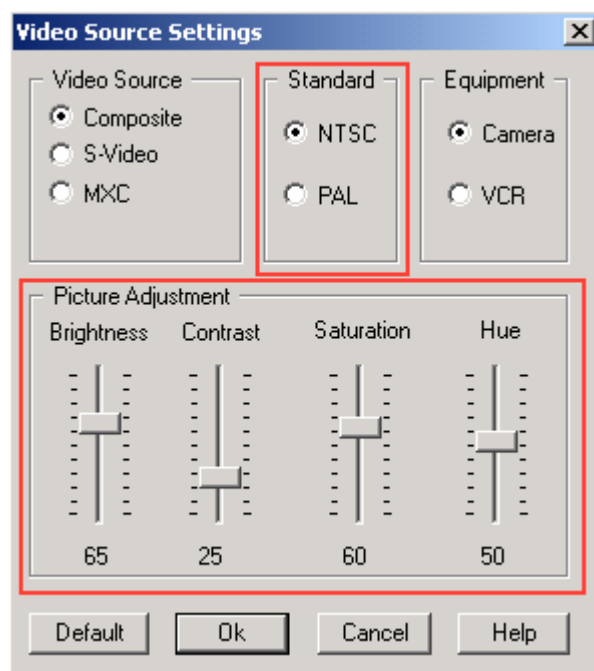 Video Source Settings
Video Source
Composite
S-Video
MXC
Standard
NTSC
PAL
Equipment
Camera
VCR
Picture Adjustment
Brightness Contrast Saturation Hue
65 25 60 50
Default Ok Cancel Help